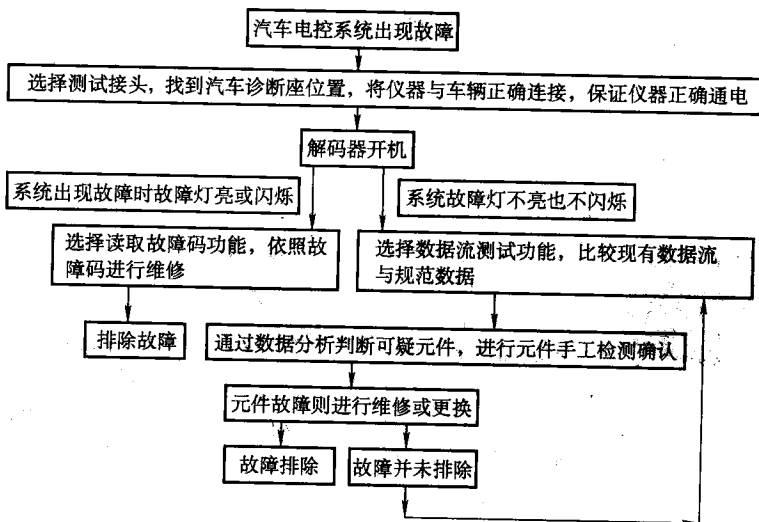 汽车电控系统出现故障
选择测试接头，找到汽车诊断座位置，将仪器与车辆正确连接，保证仪器正确通电
解码器开机
系统出现故障时故障灯亮或闪烁
系统故障灯不亮也不闪烁
选择读取故障码功能，依照故
障码进行维修
选择数据流测试功能，比较现有数据流
与规范数据
排除故障
通过数据分析判断可疑元件，进行元件手工检测确认
元件故障则进行维修或更换
故障排除
故障并未排除